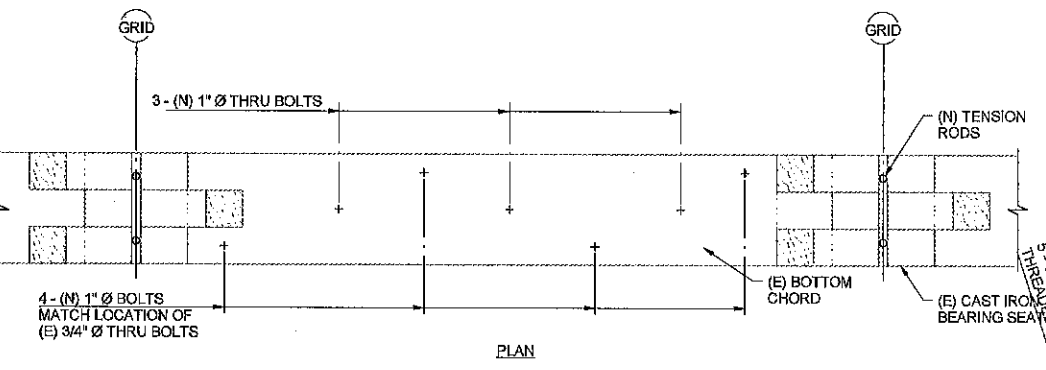 GRID
GRID
3 - (N) 1" Ø THRU BOLTS
(N) TENSION
RODS
4 - (N) 1" Ø BOLTS
MATCH LOCATION OF
(E) 3/4" Ø THRU BOLTS
(E) BOTTOM
CHORD
(E) CAST IRON
BEARING SEAT
PLAN